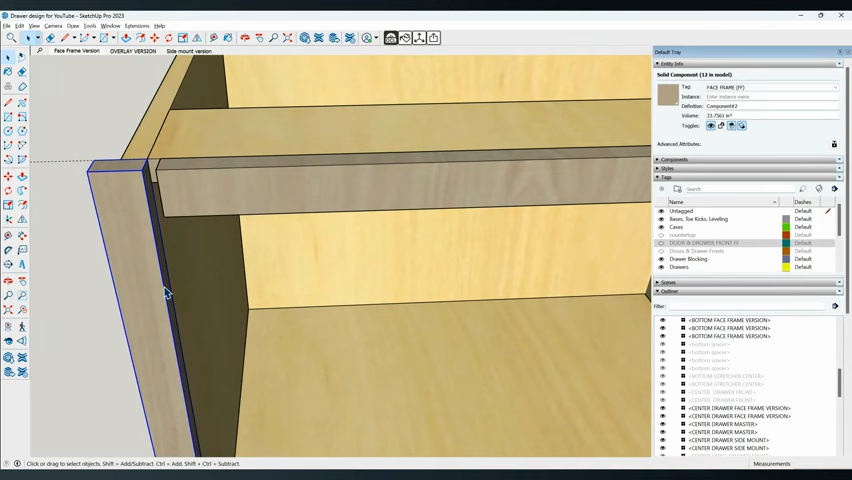 Drawer design for YouTube - SketchUp Pro 2023
File Edit View Camera Draw Tools Window Extensions Help
Face Frame Version OVERLAY VERSION Side mount version
Default Tray
Entity Info
Solid Component (12 in model)
Tag: FACE FRAME (FF)
Instance: Enter instance name
Definition: Component#2
Volume: 33.7561 in³
Toggles:
Advanced Attributes:
Components
Styles
Tags
Search
Name Dashes
Untagged Default
Bases, Toe Kicks, Leveling Default
Cases Default
countertop Default
DOOR & DRAWER FRONT FF Default
Doors & Drawer Fronts Default
Drawer Blocking Default
Drawers Default
Scenes
Outliner
Filter:
<BOTTOM FACE FRAME VERSION>
<BOTTOM FACE FRAME VERSION>
<BOTTOM FACE FRAME VERSION>
<bottom spacer>
<bottom spacer>
<bottom spacer>
<bottom spacer>
<BOTTOM STRETCHER CENTER>
<BOTTOM STRETCHER CENTER>
<CENTER DRAWER FRONT>
<CENTER DRAWER FRONT>
<CENTER DRAWER FACE FRAME VERSION>
<CENTER DRAWER FACE FRAME VERSION>
<CENTER DRAWER MASTER>
<CENTER DRAWER MASTER>
<CENTER DRAWER SIDE MOUNT>
<CENTER DRAWER SIDE MOUNT>
Click or drag to select objects. Shift = Add/Subtract. Ctrl = Add. Shift + Ctrl = Subtract.
Measurements